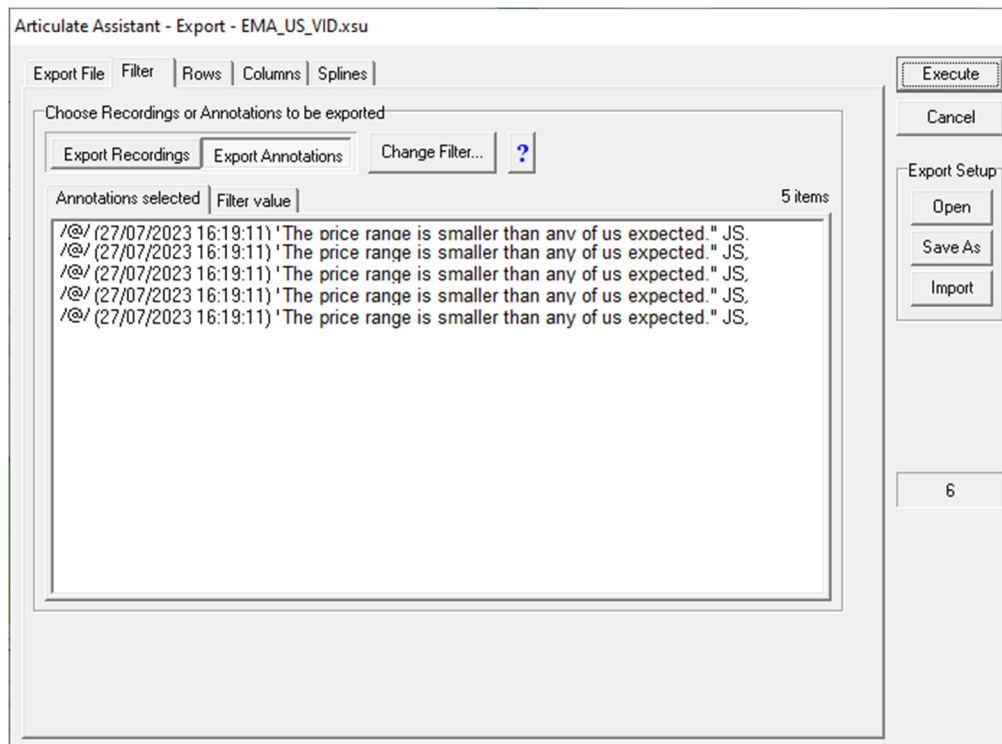 Articulate Assistant - Export - EMA_US_VID.xsu
Export File Filter Rows Columns Splines
Execute
Cancel
Choose Recordings or Annotations to be exported
Export Recordings Export Annotations Change Filter... ?
Annotations selected Filter value 5 items
/@/ (27/07/2023 16:19:11) 'The price range is smaller than any of us expected." JS,
/@/ (27/07/2023 16:19:11) 'The price range is smaller than any of us expected." JS,
/@/ (27/07/2023 16:19:11) 'The price range is smaller than any of us expected." JS,
/@/ (27/07/2023 16:19:11) 'The price range is smaller than any of us expected." JS,
/@/ (27/07/2023 16:19:11) 'The price range is smaller than any of us expected." JS,
Export Setup
Open
Save As
Import
6